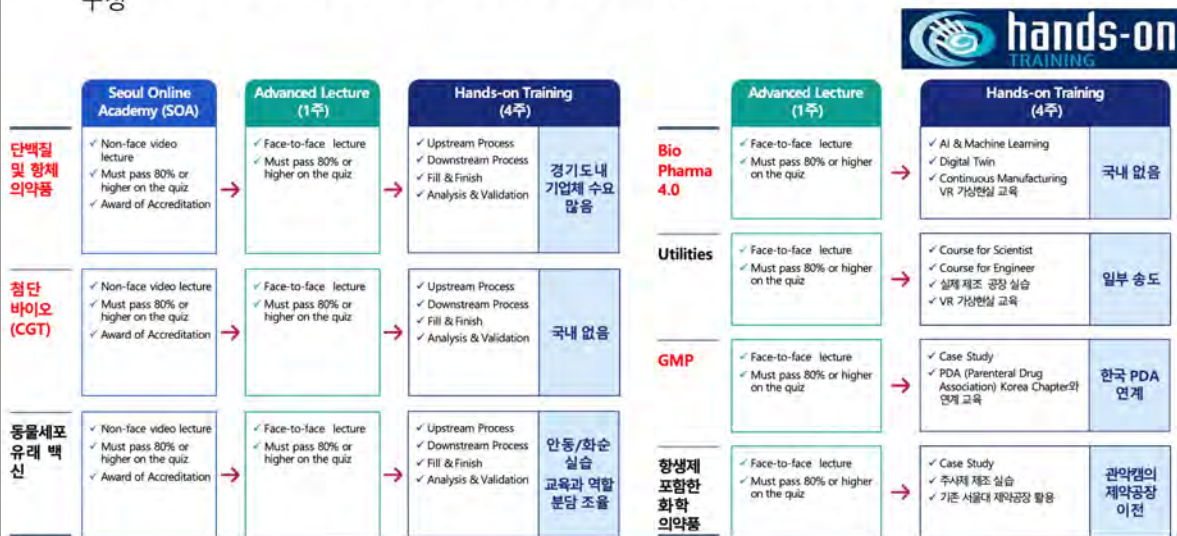 hands-on
TRAINING
Seoul Online
Academy (SOA)
Advanced Lecture
(1주)
Hands-on Training
(4주)
단백질
및 항체
의약품
✓ Non-face video
lecture
✓ Must pass 80% or
higher on the quiz
✓ Award of Accreditation
✓ Face-to-face lecture
✓ Must pass 80% or
higher on the quiz
✓ Upstream Process
✓ Downstream Process
✓ Fill & Finish
✓ Analysis & Validation
경기도내
기업체 수요
많음
첨단
바이오
(CGT)
✓ Non-face video lecture
✓ Must pass 80% or
higher on the quiz
✓ Award of Accreditation
✓ Face-to-face lecture
✓ Must pass 80% or
higher on the quiz
✓ Upstream Process
✓ Downstream Process
✓ Fill & Finish
✓ Analysis & Validation
국내 없음
동물세포
유래 백
신
✓ Non-face video lecture
✓ Must pass 80% or
higher on the quiz
✓ Award of Accreditation
✓ Face-to-face lecture
✓ Must pass 80% or
higher on the quiz
✓ Upstream Process
✓ Downstream Process
✓ Fill & Finish
✓ Analysis & Validation
안동/화순
실습
교육과 역할
분담 조율
Advanced Lecture
(1주)
Hands-on Training
(4주)
Bio
Pharma
4.0
✓ Face-to-face lecture
✓ Must pass 80% or higher
on the quiz
✓ AI & Machine Learning
✓ Digital Twin
✓ Continuous Manufacturing
VR 가상현실 교육
국내 없음
Utilities
✓ Face-to-face lecture
✓ Must pass 80% or higher
on the quiz
✓ Course for Scientist
✓ Course for Engineer
✓ 실제 제조 공장 실습
✓ VR 가상현실 교육
일부 송도
GMP
✓ Face-to-face lecture
✓ Must pass 80% or higher
on the quiz
✓ Case Study
✓ PDA (Parenteral Drug
Association) Korea Chapter와
연계 교육
한국 PDA
연계
항생제
포함한
화학
의약품
✓ Face-to-face lecture
✓ Must pass 80% or higher
on the quiz
✓ Case Study
✓ 주사제 제조 실습
✓ 기존 서울대 제약공장 활용
관악캠의
제약공장
이전